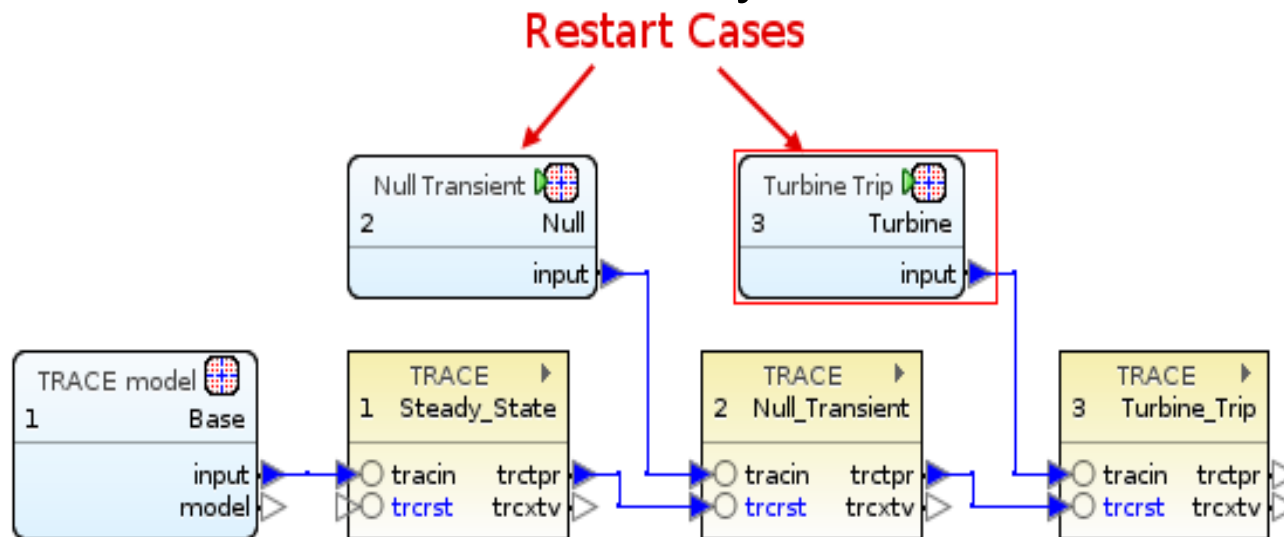 Restart Cases
Null Transient
2 Null
input
Turbine Trip
3 Turbine
input
TRACE model
1 Base
input
model
TRACE
1 Steady_State
tracin trctpr
trcrst trcxtv
TRACE
2 Null_Transient
tracin trctpr
trcrst trcxtv
TRACE
3 Turbine_Trip
tracin trctpr
trcrst trcxtv